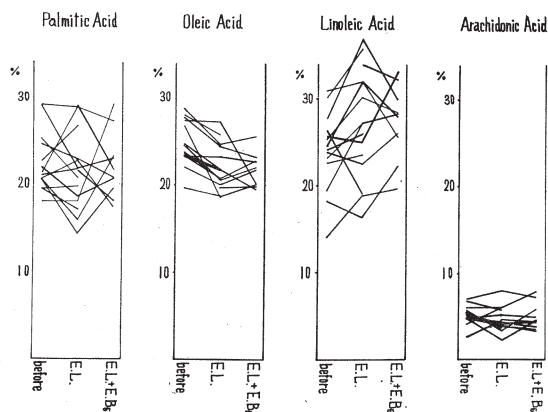 Palmitic Acid
Oleic Acid
Linoleic Acid
Arachidonic Acid
%
30
20
10
before
E.L.
E.L+E.B6
%
30
20
10
before
E.L.
E.L+E.B6
%
30
20
10
before
E.L.
E.L+E.B6
%
30
20
10
before
E.L.
E.L+E.B6